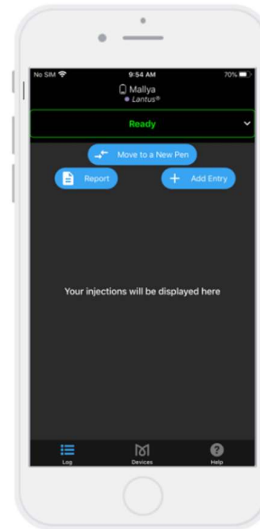 No SIM 9:54 AM 70%
Mallya
Lantus®
Ready
Move to a New Pen
Report Add Entry
Your injections will be displayed here
Log Devices Help